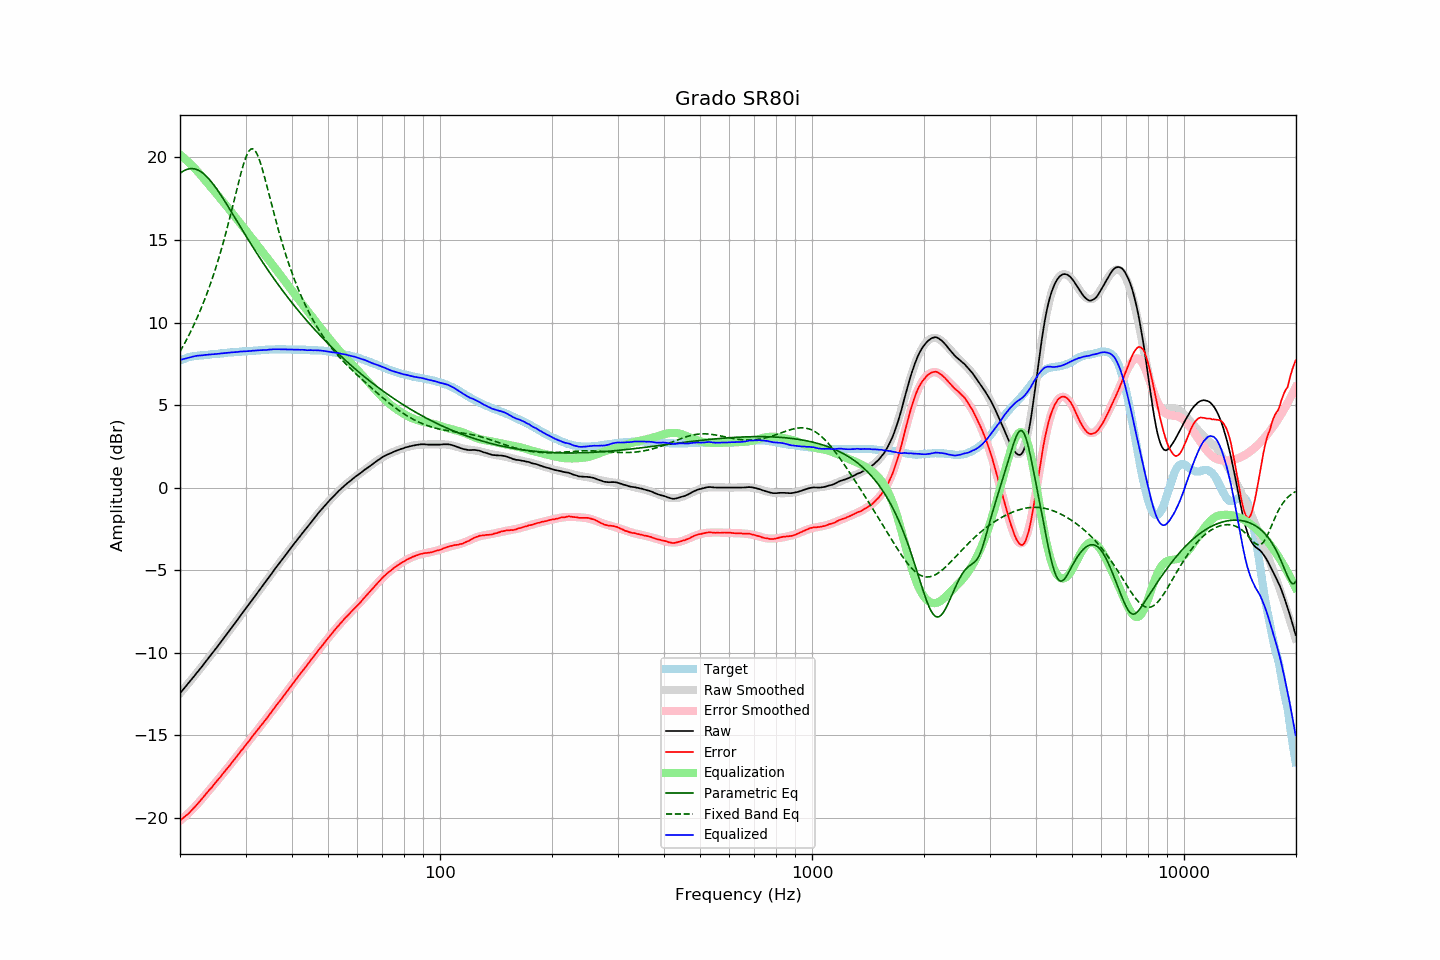 Grado SR80i
Amplitude (dBr)
20
15
10
5
0
−5
−10
−15
−20
Target
Raw Smoothed
Error Smoothed
Raw
Error
Equalization
Parametric Eq
Fixed Band Eq
Equalized
100
1000
10000
Frequency (Hz)